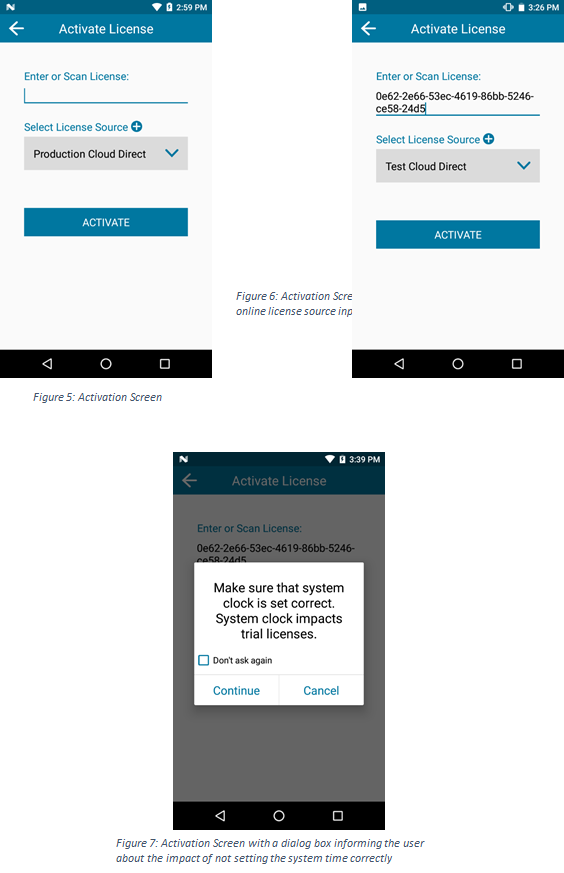 2:59 PM
Activate License
Enter or Scan License:
Select License Source
Production Cloud Direct
ACTIVATE
Figure 5: Activation Screen
3:26 PM
Activate License
Enter or Scan License:
0e62-2e66-53ec-4619-86bb-5246-
ce58-24d5
Select License Source
Test Cloud Direct
ACTIVATE
Figure 6: Activation Scre
online license source inp
3:39 PM
Activate License
Enter or Scan License:
0e62-2e66-53ec-4619-86bb-5246-
ce58-24d5
Make sure that system
clock is set correct.
System clock impacts
trial licenses.
Don't ask again
Continue Cancel
Figure 7: Activation Screen with a dialog box informing the user
about the impact of not setting the system time correctly